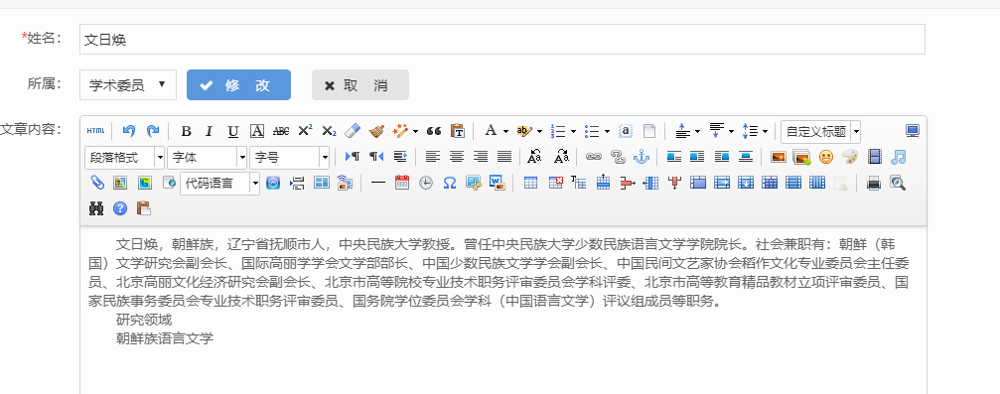 *姓名： 文日焕
所属： 学术委员 修 改 取 消
文章内容：
HTML B I U A ABC X² X₂ 自定义标题
段落格式 字体 字号
代码语言
文日焕，朝鲜族，辽宁省抚顺市人，中央民族大学教授。曾任中央民族大学少数民族语言文学学院院长。社会兼职有：朝鲜（韩
国）文学研究会副会长、国际高丽学学会文学部部长、中国少数民族文学学会副会长、中国民间文艺家协会稻作文化专业委员会主任委
员、北京高丽文化经济研究会副会长、北京市高等院校专业技术职务评审委员会学科评委、北京市高等教育精品教材立项评审委员、国
家民族事务委员会专业技术职务评审委员、国务院学位委员会学科（中国语言文学）评议组成员等职务。
研究领域
朝鲜族语言文学